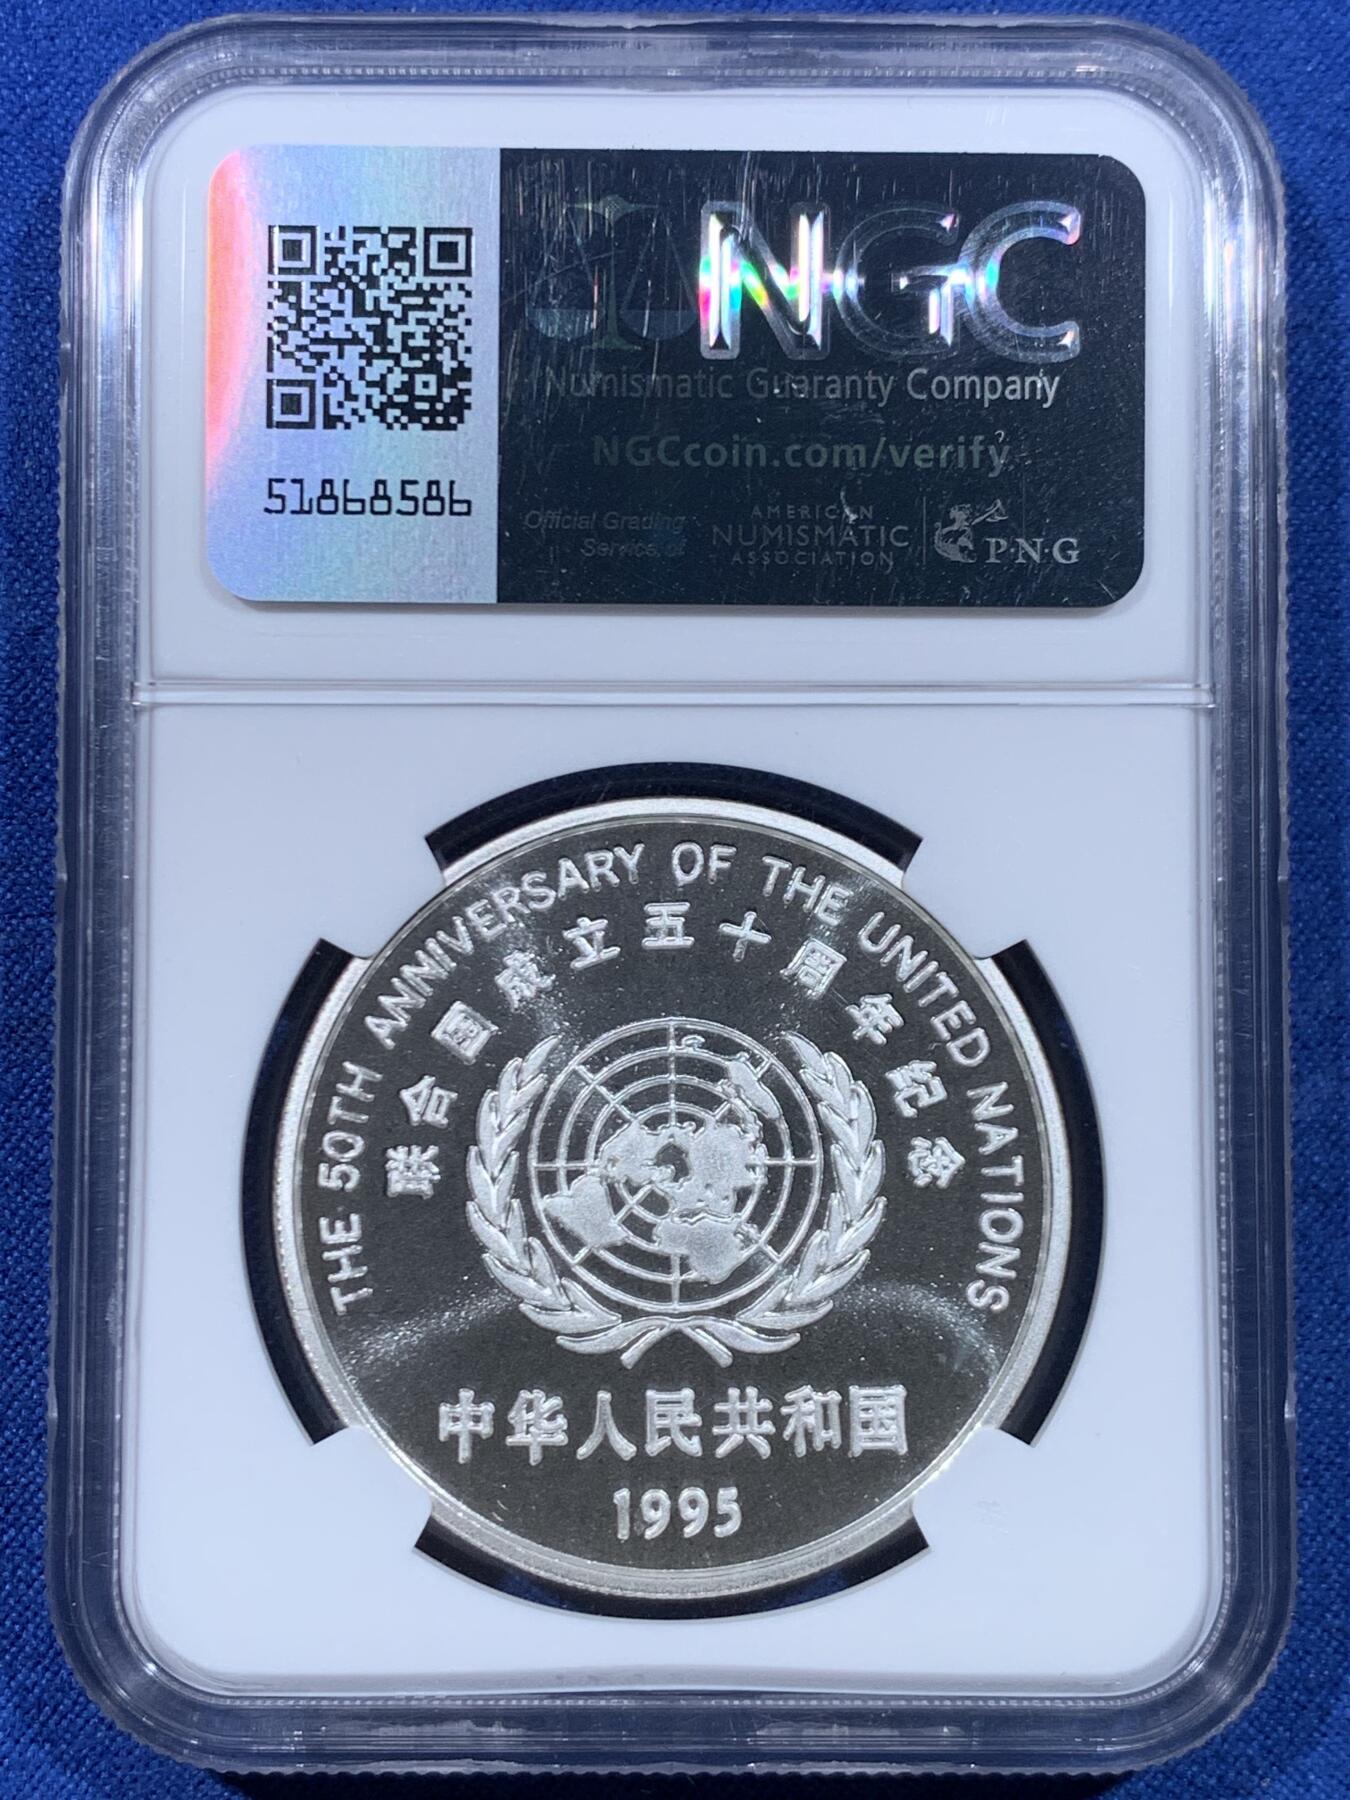 NGC
Numismatic Guaranty Company
NGCcoin.com/verify
51868586
Official Grading
Service of
AMERICAN
NUMISMATIC
ASSOCIATION
P·N·G
THE 50TH ANNIVERSARY OF THE UNITED NATIONS
联合国成立五十周年纪念
中华人民共和国
1995